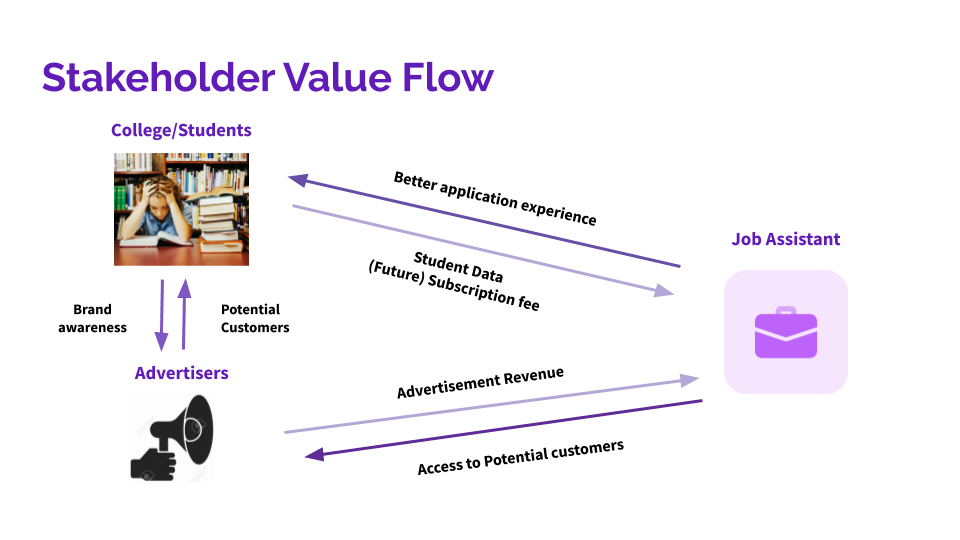 Stakeholder Value Flow
College/Students
Better application experience
Student Data
(Future) Subscription fee
Job Assistant
Brand
awareness
Potential
Customers
Advertisers
Advertisement Revenue
Access to Potential customers